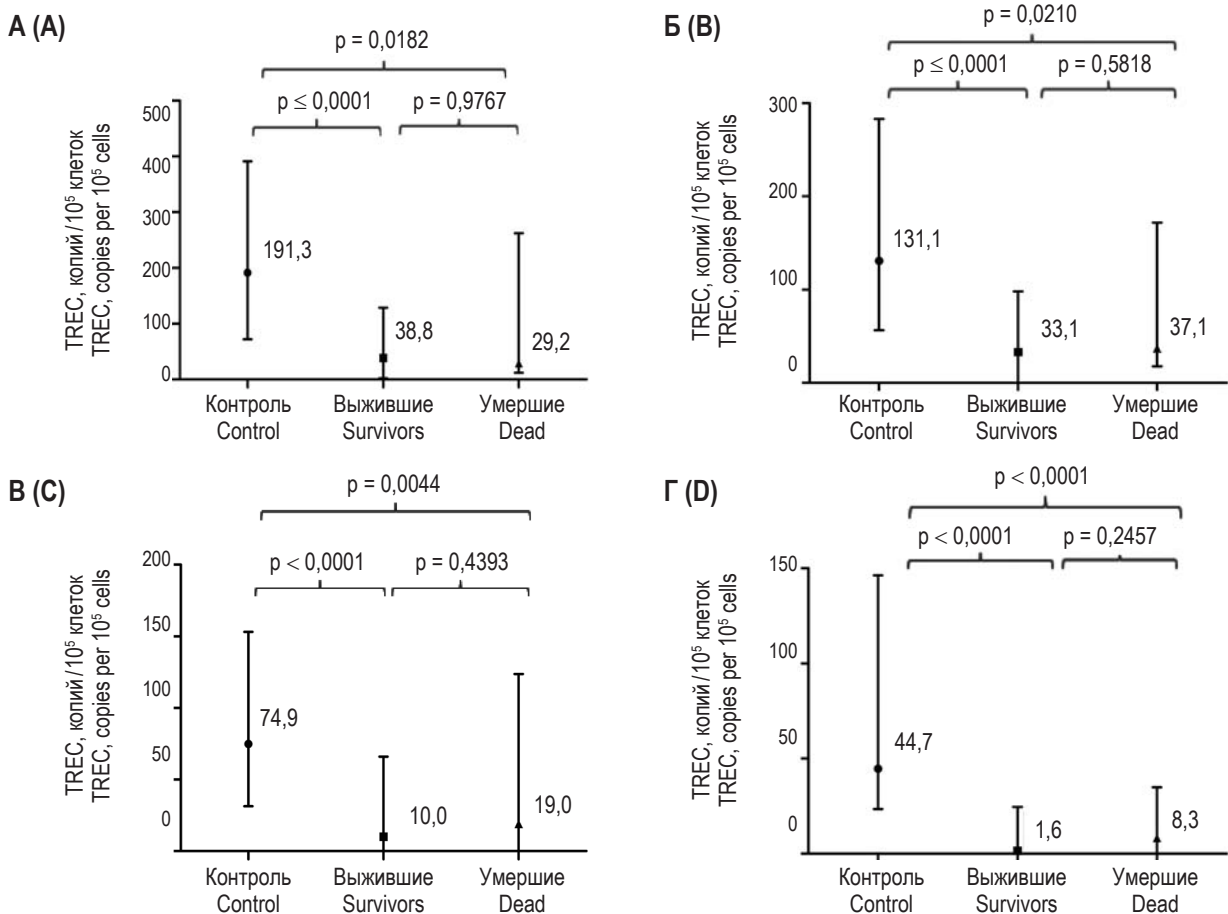 А (A)
p = 0,0182
p ≤ 0,0001
p = 0,9767
TREC, копий / 10⁵ клеток
TREC, copies per 10⁵ cells
500
400
300
200
100
0
191,3
38,8
29,2
Контроль
Control
Выжившие
Survivors
Умершие
Dead
Б (B)
p = 0,0210
p ≤ 0,0001
p = 0,5818
TREC, копий / 10⁵ клеток
TREC, copies per 10⁵ cells
300
200
100
0
131,1
33,1
37,1
Контроль
Control
Выжившие
Survivors
Умершие
Dead
В (C)
p = 0,0044
p < 0,0001
p = 0,4393
TREC, копий / 10⁵ клеток
TREC, copies per 10⁵ cells
200
150
100
50
0
74,9
10,0
19,0
Контроль
Control
Выжившие
Survivors
Умершие
Dead
Г (D)
p < 0,0001
p < 0,0001
p = 0,2457
TREC, копий / 10⁵ клеток
TREC, copies per 10⁵ cells
150
100
50
0
44,7
1,6
8,3
Контроль
Control
Выжившие
Survivors
Умершие
Dead